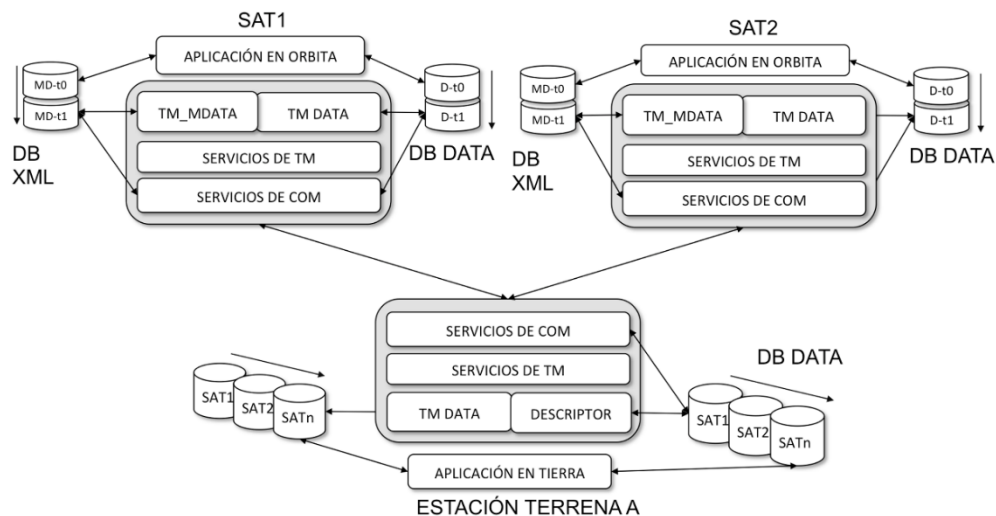 SAT1
APLICACIÓN EN ORBITA
MD-t0
MD-t1
DB
XML
TM_MDATA
TM DATA
SERVICIOS DE TM
SERVICIOS DE COM
D-t0
D-t1
DB DATA
SAT2
APLICACIÓN EN ORBITA
MD-t0
MD-t1
DB
XML
TM_MDATA
TM DATA
SERVICIOS DE TM
SERVICIOS DE COM
D-t0
D-t1
DB DATA
SERVICIOS DE COM
SERVICIOS DE TM
TM DATA
DESCRIPTOR
SAT1
SAT2
SATn
DB DATA
SAT1
SAT2
SATn
APLICACIÓN EN TIERRA
ESTACIÓN TERRENA A